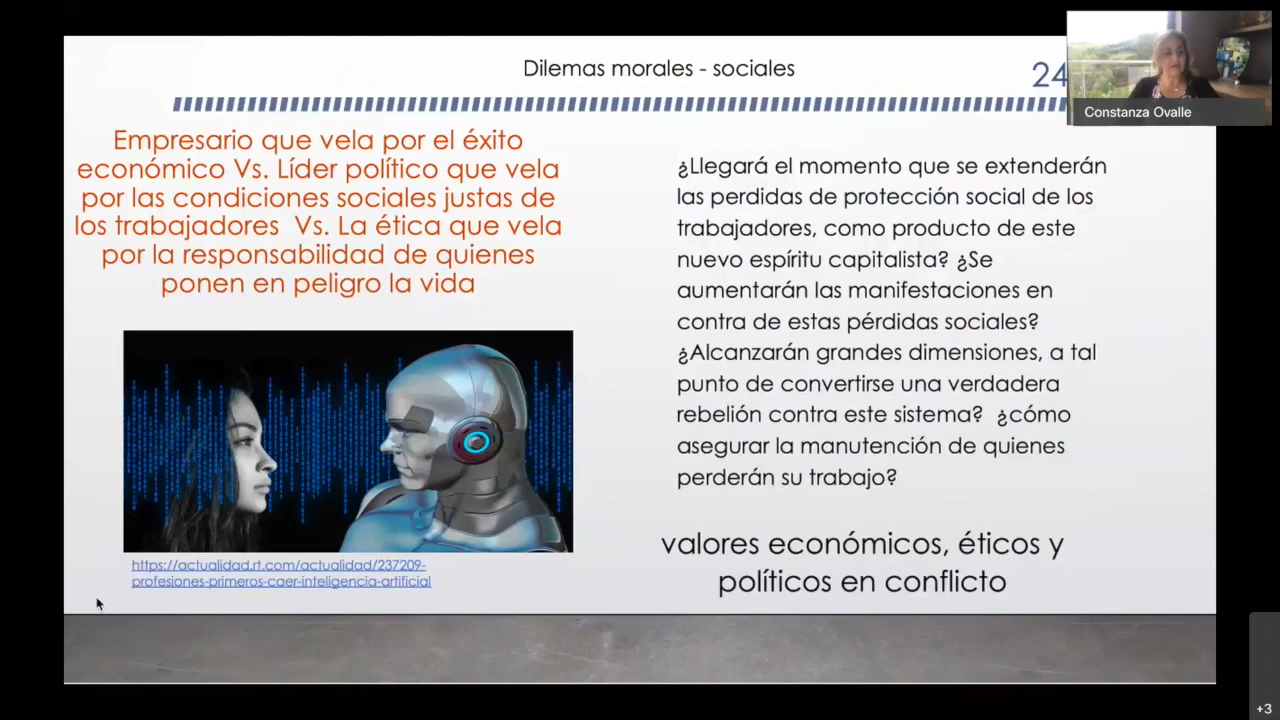 Dilemas morales - sociales
24
Constanza Ovalle
Empresario que vela por el éxito
económico Vs. Líder político que vela
por las condiciones sociales justas de
los trabajadores Vs. La ética que vela
por la responsabilidad de quienes
ponen en peligro la vida
https://actualidad.rt.com/actualidad/237209-
profesiones-primeros-caer-inteligencia-artificial
¿Llegará el momento que se extenderán
las perdidas de protección social de los
trabajadores, como producto de este
nuevo espíritu capitalista? ¿Se
aumentarán las manifestaciones en
contra de estas pérdidas sociales?
¿Alcanzarán grandes dimensiones, a tal
punto de convertirse una verdadera
rebelión contra este sistema? ¿cómo
asegurar la manutención de quienes
perderán su trabajo?
valores económicos, éticos y
políticos en conflicto
+3